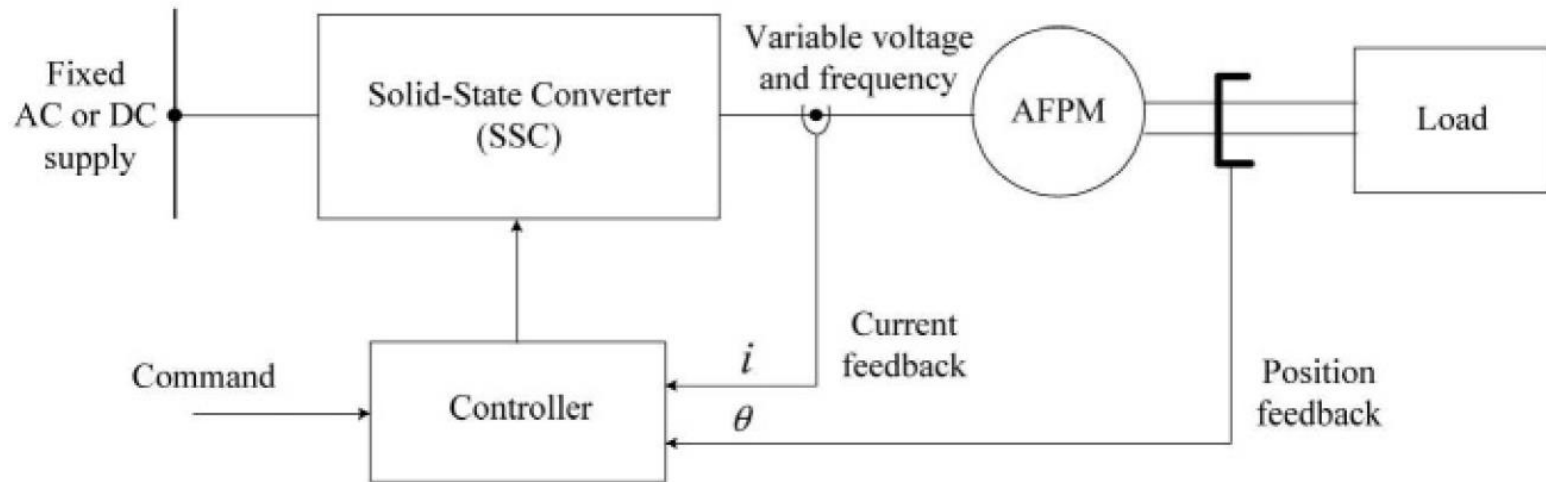 Fixed
AC or DC
supply
Solid-State Converter
(SSC)
Variable voltage
and frequency
AFPM
Load
Command
Controller
i
θ
Current
feedback
Position
feedback